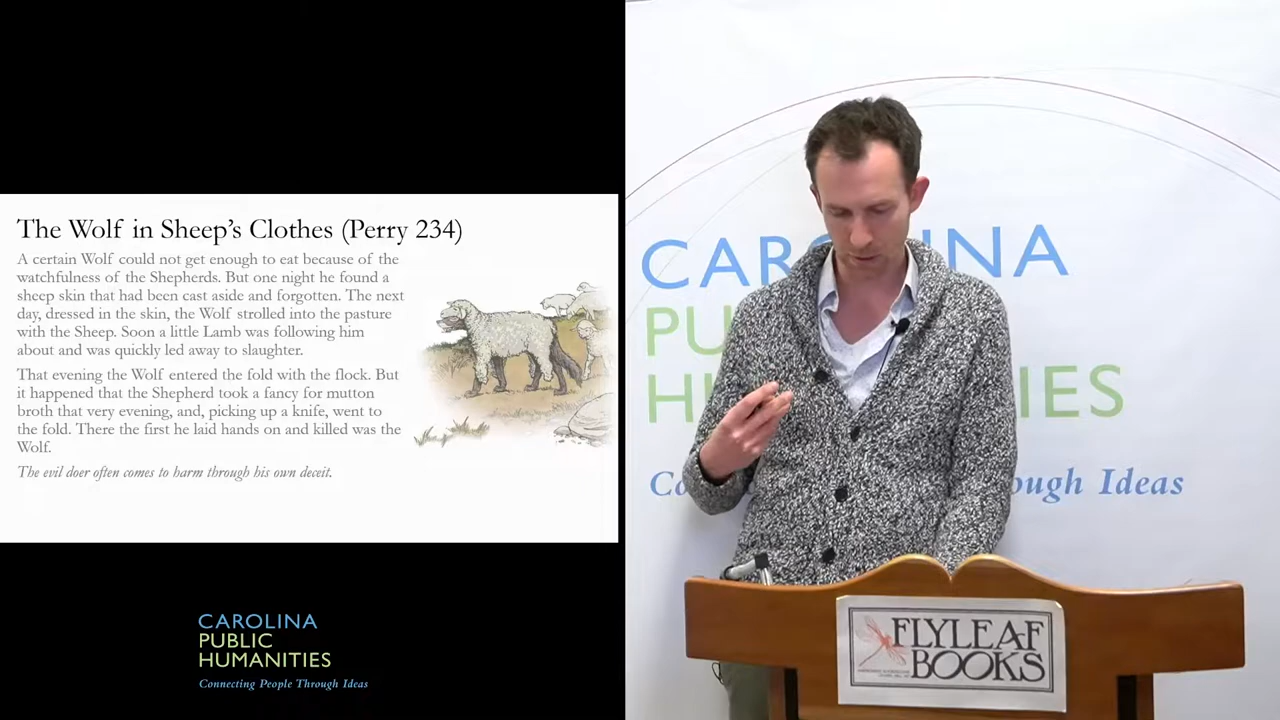 The Wolf in Sheep's Clothes (Perry 234)
A certain Wolf could not get enough to eat because of the
watchfulness of the Shepherds. But one night he found a
sheep skin that had been cast aside and forgotten. The next
day, dressed in the skin, the Wolf strolled into the pasture
with the Sheep. Soon a little Lamb was following him
about and was quickly led away to slaughter.
That evening the Wolf entered the fold with the flock. But
it happened that the Shepherd took a fancy for mutton
broth that very evening, and, picking up a knife, went to
the fold. There the first he laid hands on and killed was the
Wolf.
The evil doer often comes to harm through his own deceit.
CAROLINA
PUBLIC
HUMANITIES
Connecting People Through Ideas
CAR INA
PU
H IES
Co ough Ideas
FLYLEAF
BOOKS